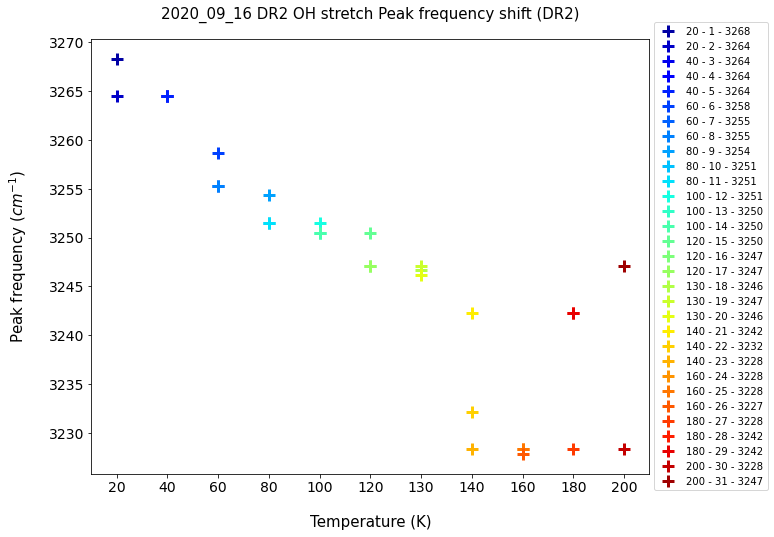 2020_09_16 DR2 OH stretch Peak frequency shift (DR2)
3270
3265
3260
3255
3250
3245
3240
3235
3230
Peak frequency (cm⁻¹)
20 40 60 80 100 120 130 140 160 180 200
Temperature (K)
20 - 1 - 3268
20 - 2 - 3264
40 - 3 - 3264
40 - 4 - 3264
40 - 5 - 3264
60 - 6 - 3258
60 - 7 - 3255
60 - 8 - 3255
80 - 9 - 3254
80 - 10 - 3251
80 - 11 - 3251
100 - 12 - 3251
100 - 13 - 3250
100 - 14 - 3250
120 - 15 - 3250
120 - 16 - 3247
120 - 17 - 3247
130 - 18 - 3246
130 - 19 - 3247
130 - 20 - 3246
140 - 21 - 3242
140 - 22 - 3232
140 - 23 - 3228
160 - 24 - 3228
160 - 25 - 3228
160 - 26 - 3227
180 - 27 - 3228
180 - 28 - 3242
180 - 29 - 3242
200 - 30 - 3228
200 - 31 - 3247